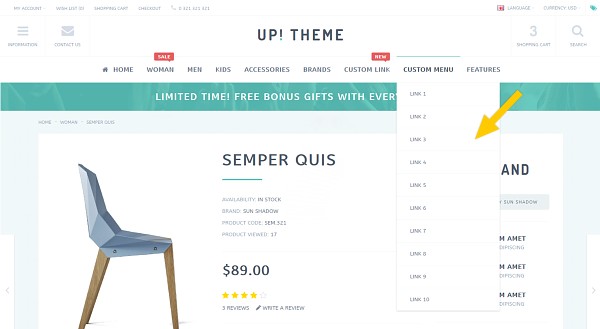 MY ACCOUNT WISH LIST (0) SHOPPING CART CHECKOUT 0 321 321 321 LANGUAGE CURRENCY: USD
INFORMATION CONTACT US UP! THEME 3 SHOPPING CART SEARCH
SALE NEW
HOME WOMAN MEN KIDS ACCESSORIES BRANDS CUSTOM LINK CUSTOM MENU FEATURES
LIMITED TIME! FREE BONUS GIFTS WITH
HOME WOMAN SEMPER QUIS
SEMPER QUIS
AVAILABILITY: IN STOCK
BRAND: SUN SHADOW
PRODUCT CODE: SEM.521
PRODUCT VIEWED: 17
$89.00
3 REVIEWS WRITE A REVIEW
LINK 1
LINK 2
LINK 3
LINK 4
LINK 5
LINK 6
LINK 7
LINK 8
LINK 9
LINK 10
AND
SUN SHADOW
AMET
DIPISCING
AMET
DIPISCING
AMET
DIPISCING